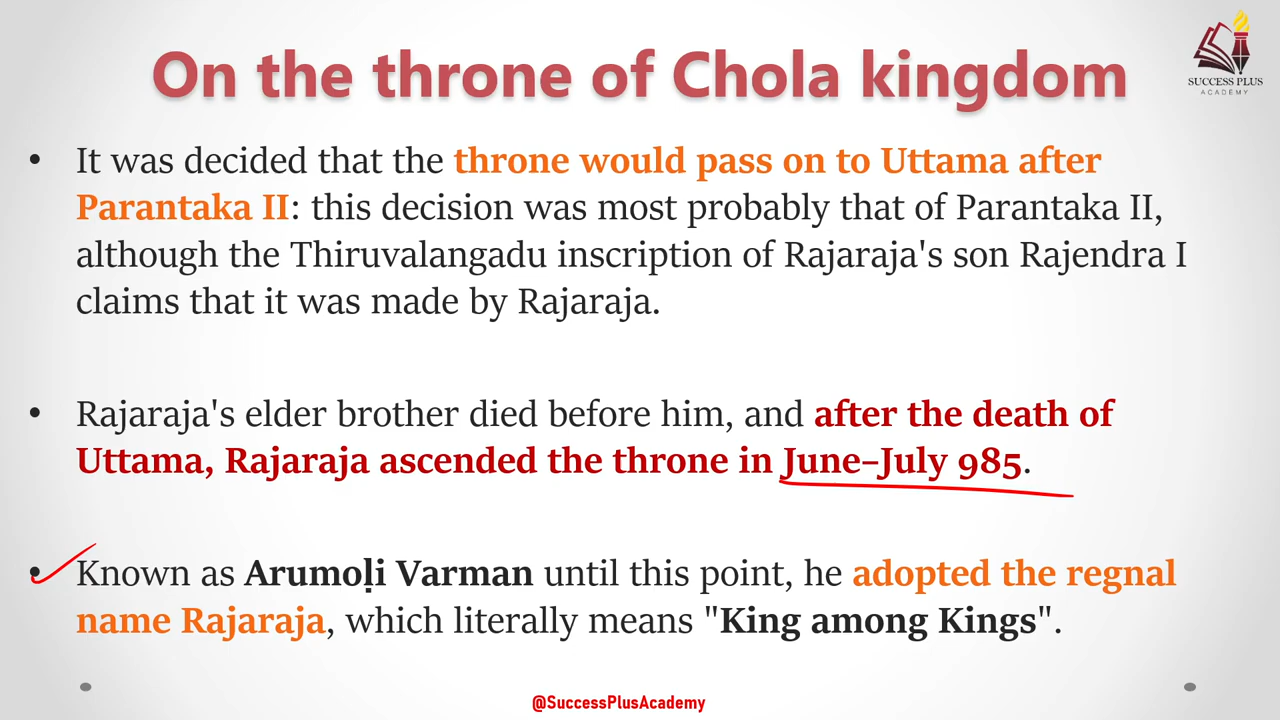 On the throne of Chola kingdom
SUCCESS PLUS
ACADEMY
• It was decided that the throne would pass on to Uttama after
Parantaka II: this decision was most probably that of Parantaka II,
although the Thiruvalangadu inscription of Rajaraja's son Rajendra I
claims that it was made by Rajaraja.
• Rajaraja's elder brother died before him, and after the death of
Uttama, Rajaraja ascended the throne in June–July 985.
• Known as Arumoḷi Varman until this point, he adopted the regnal
name Rajaraja, which literally means "King among Kings".
@SuccessPlusAcademy